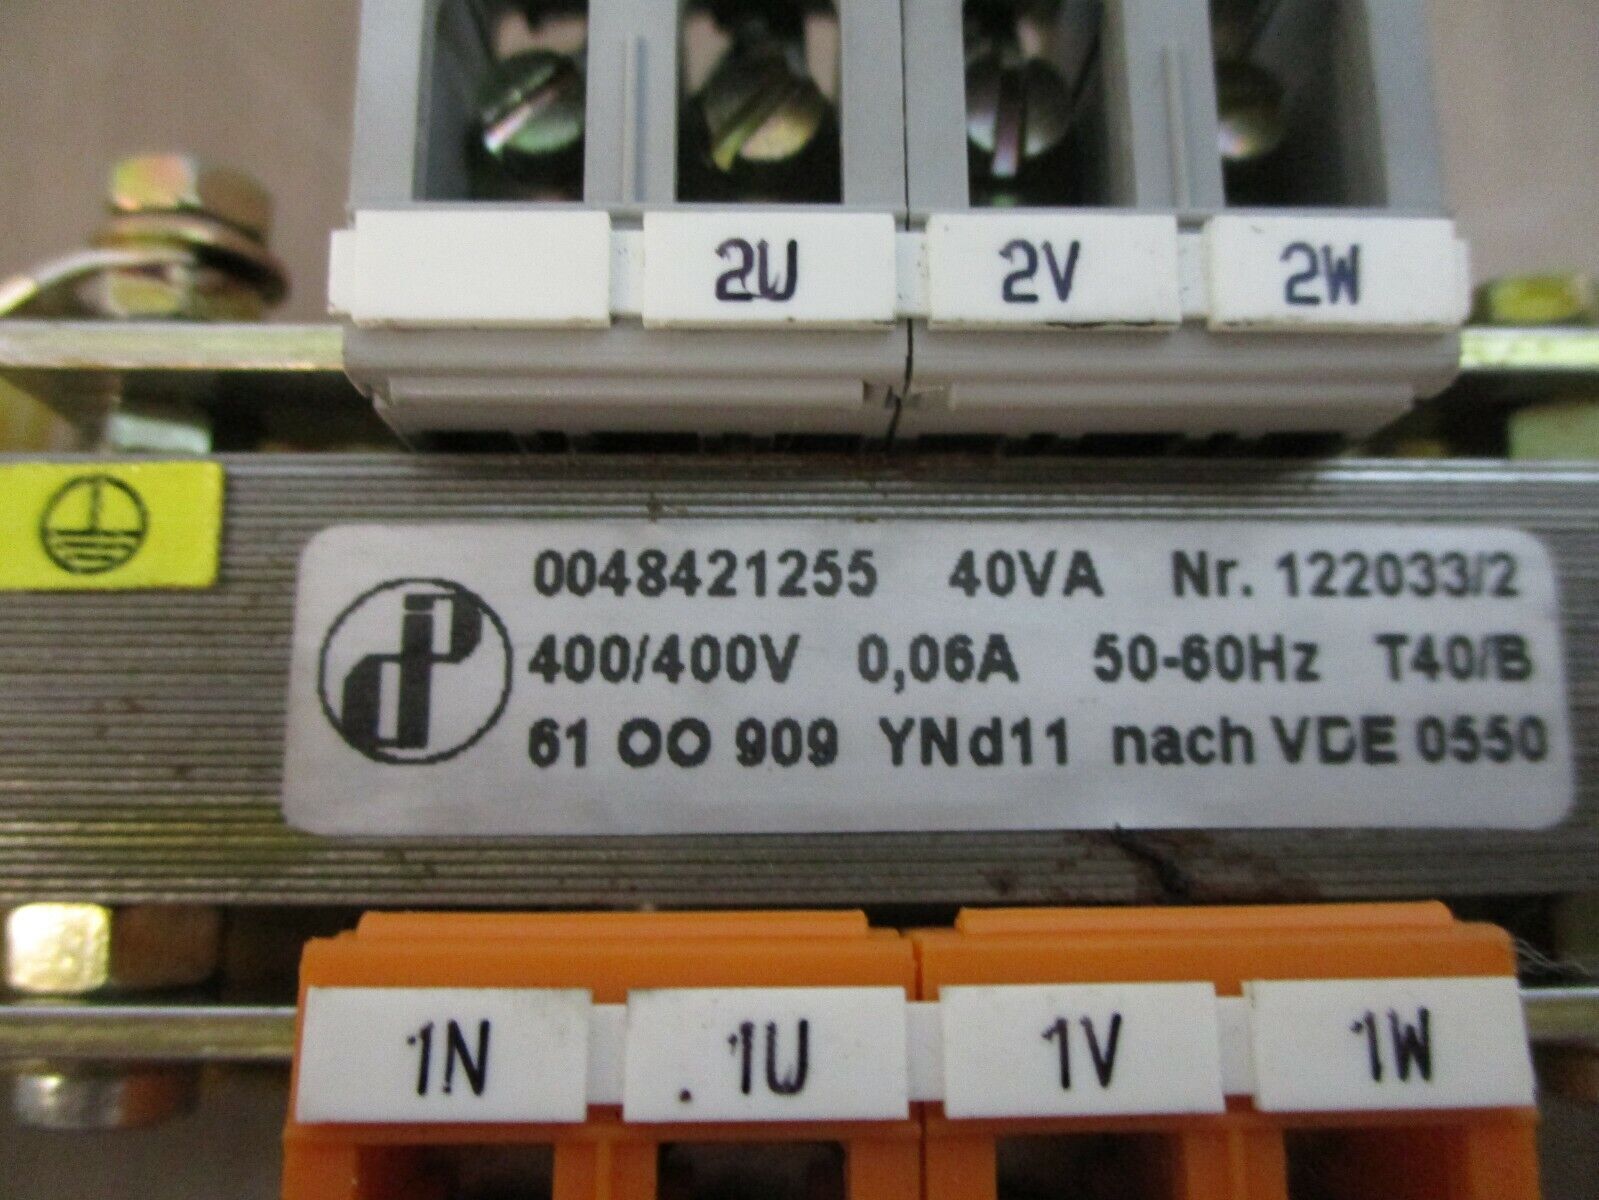 2U 2V 2W
0048421255 40VA Nr. 122033/2
400/400V 0,06A 50-60Hz T40/B
61 OO 909 YNd11 nach VDE 0550
1N .1U 1V 1W